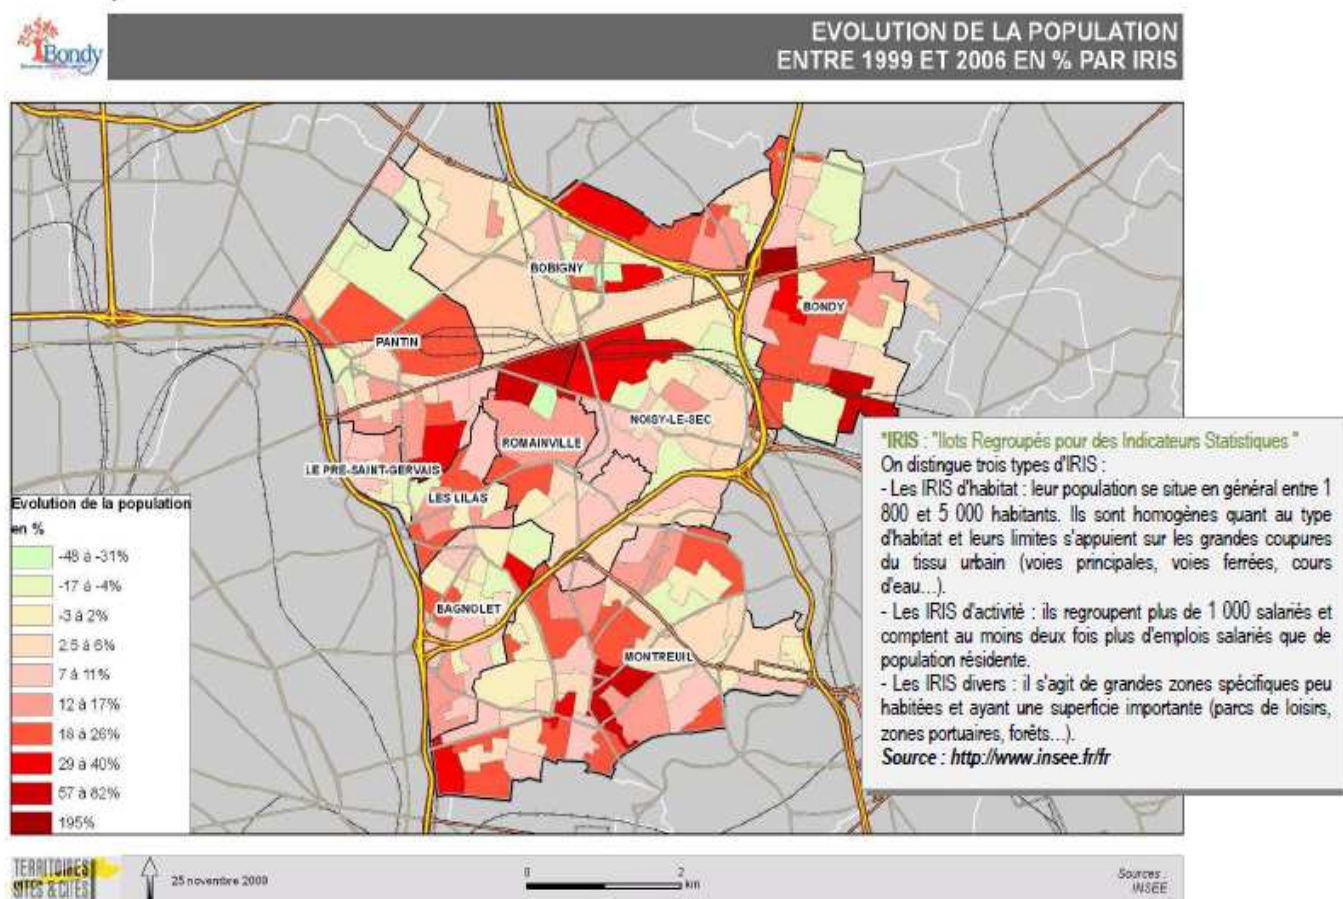 Bondy
EVOLUTION DE LA POPULATION
ENTRE 1999 ET 2006 EN % PAR IRIS
BOBIGNY
BONDY
PANTIN
NOISY-LE-SEC
ROMAINVILLE
LE PRE-SAINT-GERVAIS
LES LILAS
BAGNOLET
MONTREUIL
Evolution de la population
en %
-48 à -31%
-17 à -4%
-3 à 2%
2.5 à 6%
7 à 11%
12 à 17%
18 à 26%
29 à 40%
57 à 82%
195%
*IRIS : "Ilots Regroupés pour des Indicateurs Statistiques "
On distingue trois types d'IRIS :
- Les IRIS d'habitat : leur population se situe en général entre 1
800 et 5 000 habitants. Ils sont homogènes quant au type
d'habitat et leurs limites s'appuient sur les grandes coupures
du tissu urbain (voies principales, voies ferrées, cours
d'eau…).
- Les IRIS d'activité : ils regroupent plus de 1 000 salariés et
comptent au moins deux fois plus d'emplois salariés que de
population résidente.
- Les IRIS divers : il s'agit de grandes zones spécifiques peu
habitées et ayant une superficie importante (parcs de loisirs,
zones portuaires, forêts…).
Source : http://www.insee.fr/fr
TERRITOIRES
SITES & CITES
25 novembre 2009
0 2
km
Sources :
INSEE